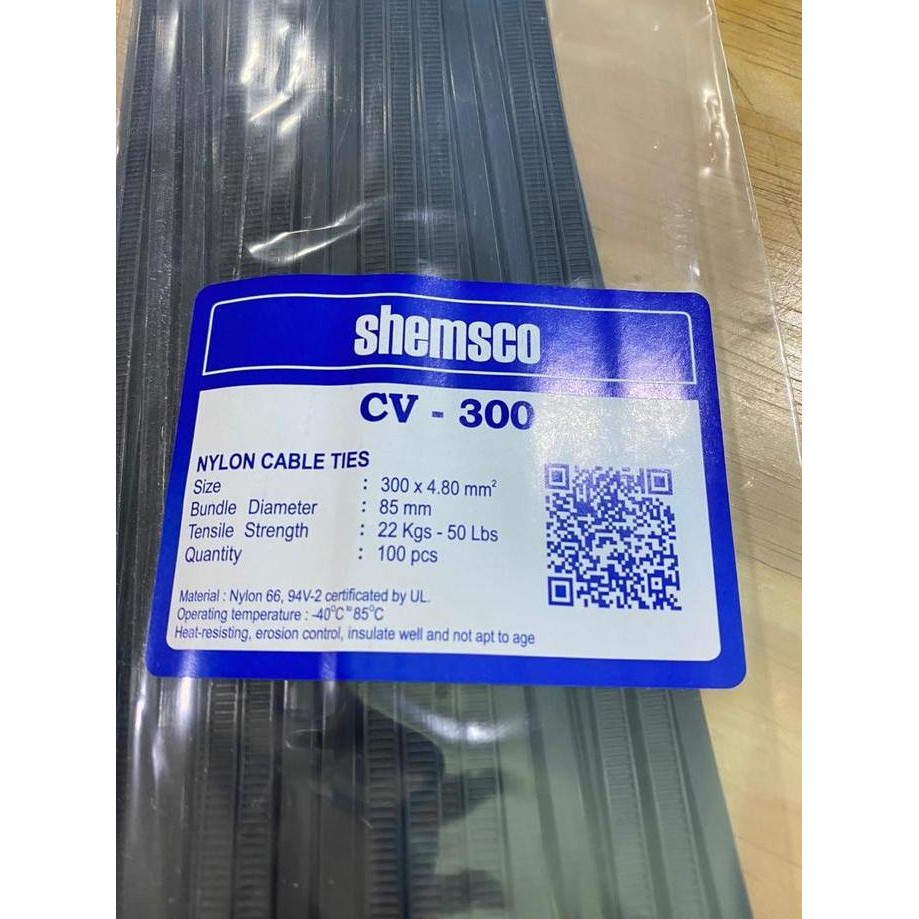 shemsco
CV - 300
NYLON CABLE TIES
Size : 300 x 4.80 mm²
Bundle Diameter : 85 mm
Tensile Strength : 22 Kgs - 50 Lbs
Quantity : 100 pcs
Material : Nylon 66, 94V-2 certificated by UL.
Operating temperature : -40°C to 85°C
Heat-resisting, erosion control, insulate well and not apt to age